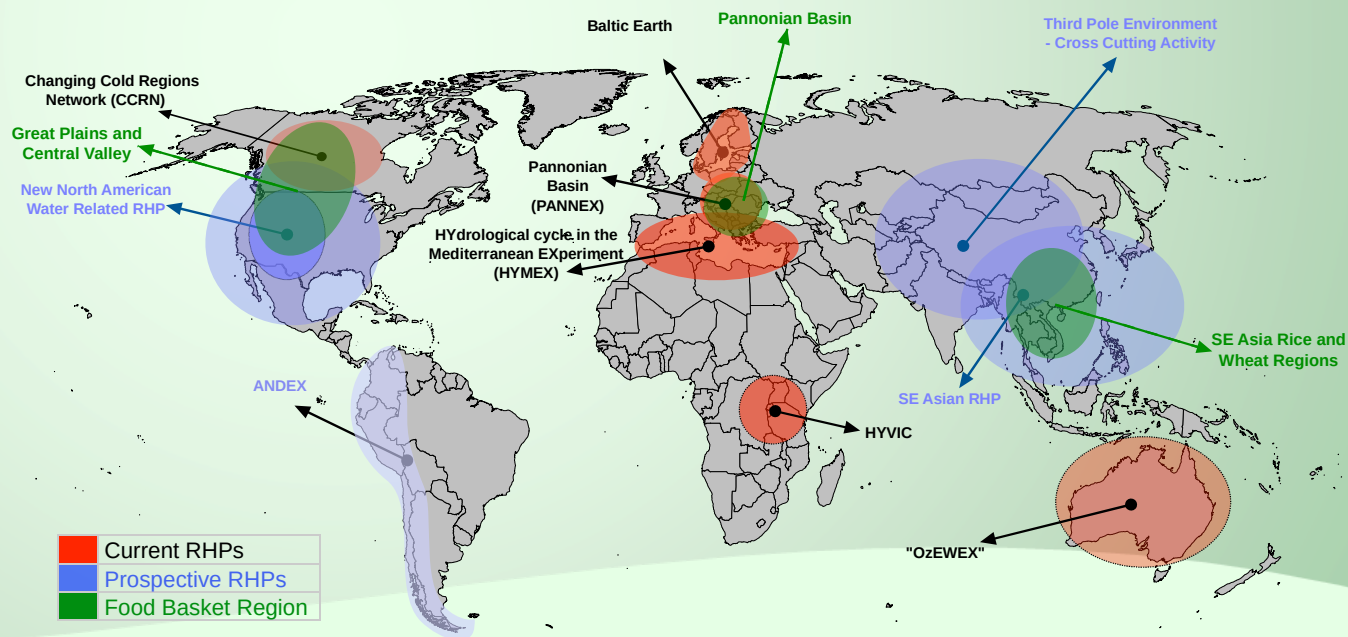 Baltic Earth
Pannonian Basin
Third Pole Environment
- Cross Cutting Activity
Changing Cold Regions
Network (CCRN)
Great Plains and
Central Valley
New North American
Water Related RHP
Pannonian
Basin
(PANNEX)
HYdrological cycle in the
Mediterranean EXperiment
(HYMEX)
SE Asia Rice and
Wheat Regions
ANDEX
SE Asian RHP
HYVIC
"OzEWEX"
Current RHPs
Prospective RHPs
Food Basket Region